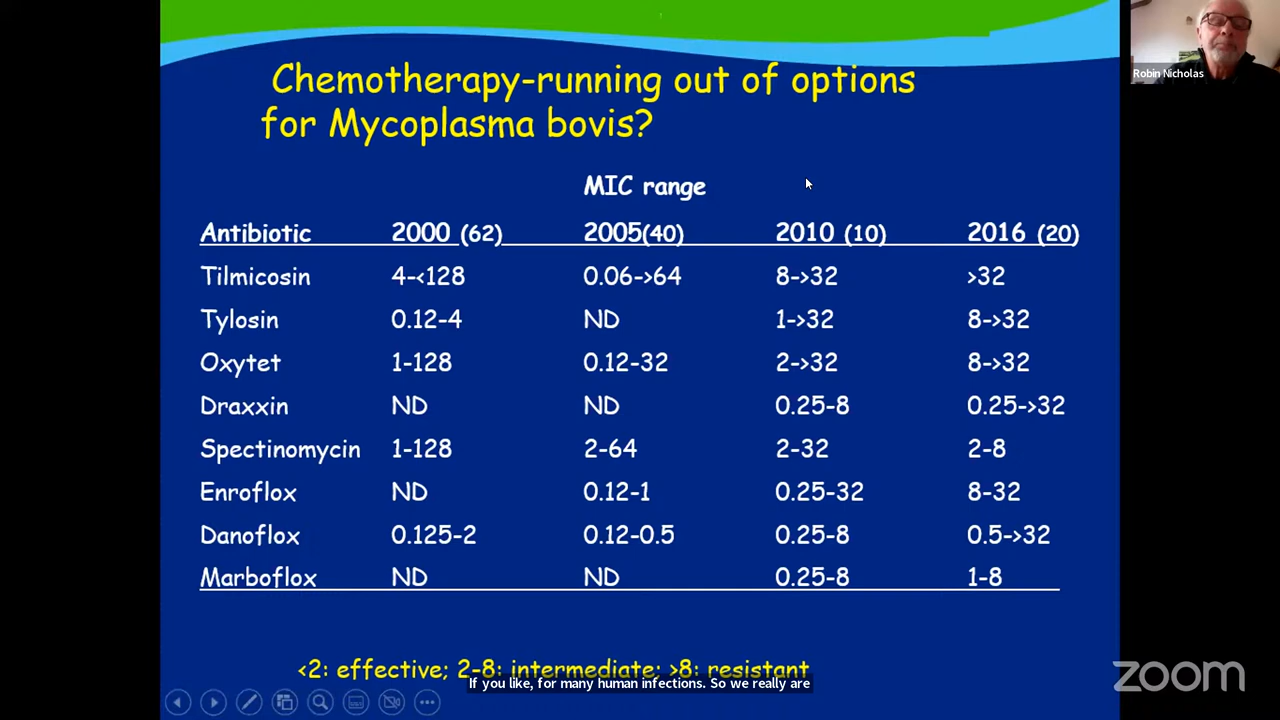 Chemotherapy-running out of options
for Mycoplasma bovis?
Robin Nicholas
MIC range
Antibiotic 2000 (62) 2005(40) 2010 (10) 2016 (20)
Tilmicosin 4-<128 0.06->64 8->32 >32
Tylosin 0.12-4 ND 1->32 8->32
Oxytet 1-128 0.12-32 2->32 8->32
Draxxin ND ND 0.25-8 0.25->32
Spectinomycin 1-128 2-64 2-32 2-8
Enroflox ND 0.12-1 0.25-32 8-32
Danoflox 0.125-2 0.12-0.5 0.25-8 0.5->32
Marboflox ND ND 0.25-8 1-8
<2: effective; 2-8: intermediate; >8: resistant
If you like, for many human infections. So we really are
zoom